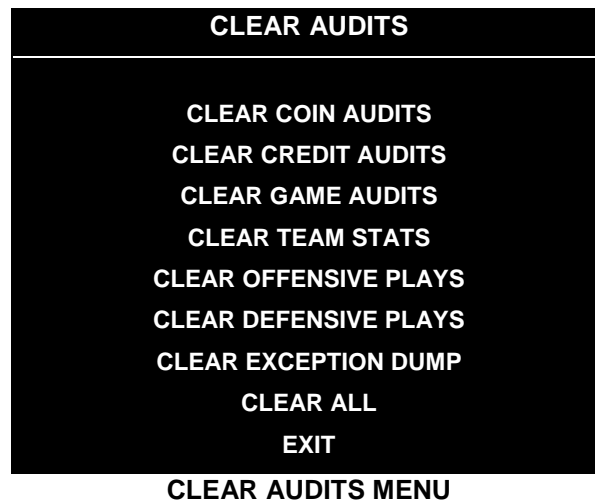 CLEAR AUDITS
CLEAR COIN AUDITS
CLEAR CREDIT AUDITS
CLEAR GAME AUDITS
CLEAR TEAM STATS
CLEAR OFFENSIVE PLAYS
CLEAR DEFENSIVE PLAYS
CLEAR EXCEPTION DUMP
CLEAR ALL
EXIT
CLEAR AUDITS MENU